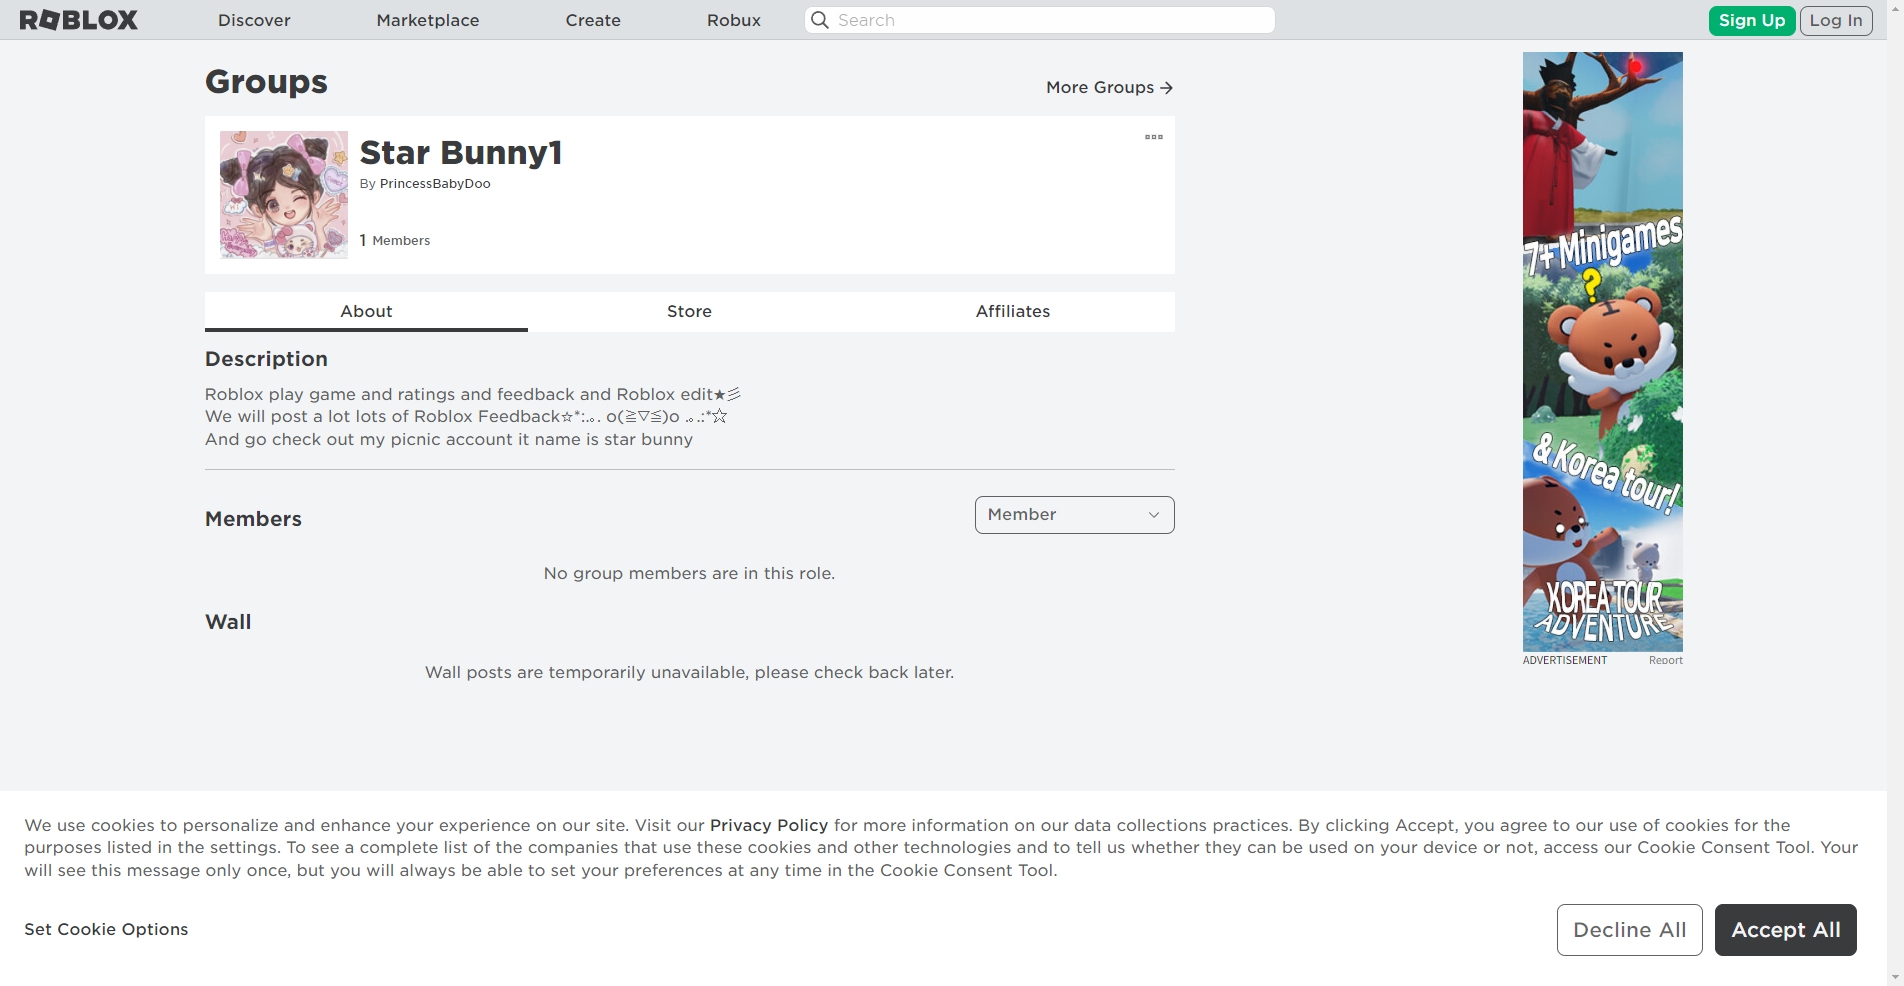 ROBLOX
Discover
Marketplace
Create
Robux
Search
Sign Up
Log In
Groups
More Groups →
Star Bunny1
By PrincessBabyDoo
1 Members
About
Store
Affiliates
Description
Roblox play game and ratings and feedback and Roblox edit★彡
We will post a lot lots of Roblox Feedback☆*:.｡. o(≧▽≦)o .｡.:*☆
And go check out my picnic account it name is star bunny
Members
Member
No group members are in this role.
Wall
Wall posts are temporarily unavailable, please check back later.
7+ Minigames
?
& Korea tour!
KOREA TOUR
ADVENTURE
ADVERTISEMENT
Report
We use cookies to personalize and enhance your experience on our site. Visit our Privacy Policy for more information on our data collections practices. By clicking Accept, you agree to our use of cookies for the
purposes listed in the settings. To see a complete list of the companies that use these cookies and other technologies and to tell us whether they can be used on your device or not, access our Cookie Consent Tool. Your
will see this message only once, but you will always be able to set your preferences at any time in the Cookie Consent Tool.
Set Cookie Options
Decline All
Accept All